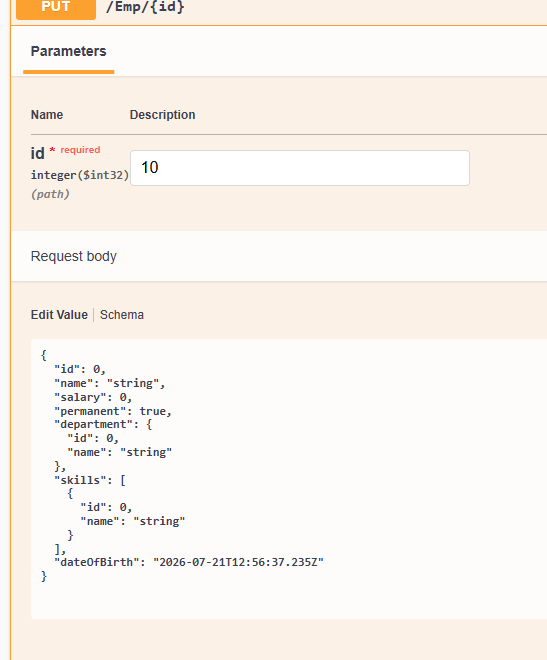 PUT /Emp/{id}
Parameters
Name Description
id * required
integer($int32)
(path)
10
Request body
Edit Value | Schema
{
  "id": 0,
  "name": "string",
  "salary": 0,
  "permanent": true,
  "department": {
    "id": 0,
    "name": "string"
  },
  "skills": [
    {
      "id": 0,
      "name": "string"
    }
  ],
  "dateOfBirth": "2026-07-21T12:56:37.235Z"
}